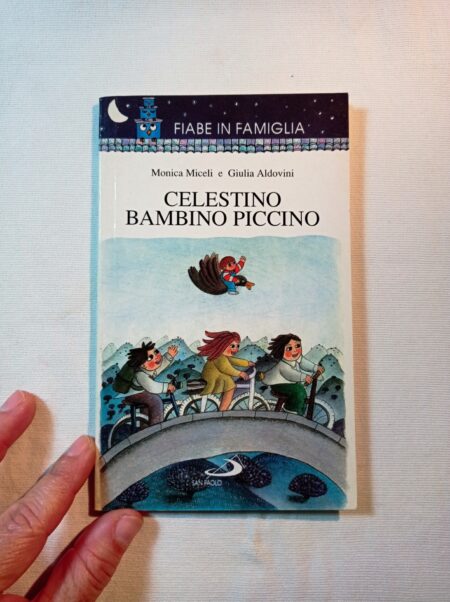 FIABE IN FAMIGLIA
Monica Miceli e Giulia Aldovini
CELESTINO
BAMBINO PICCINO
SAN PAOLO